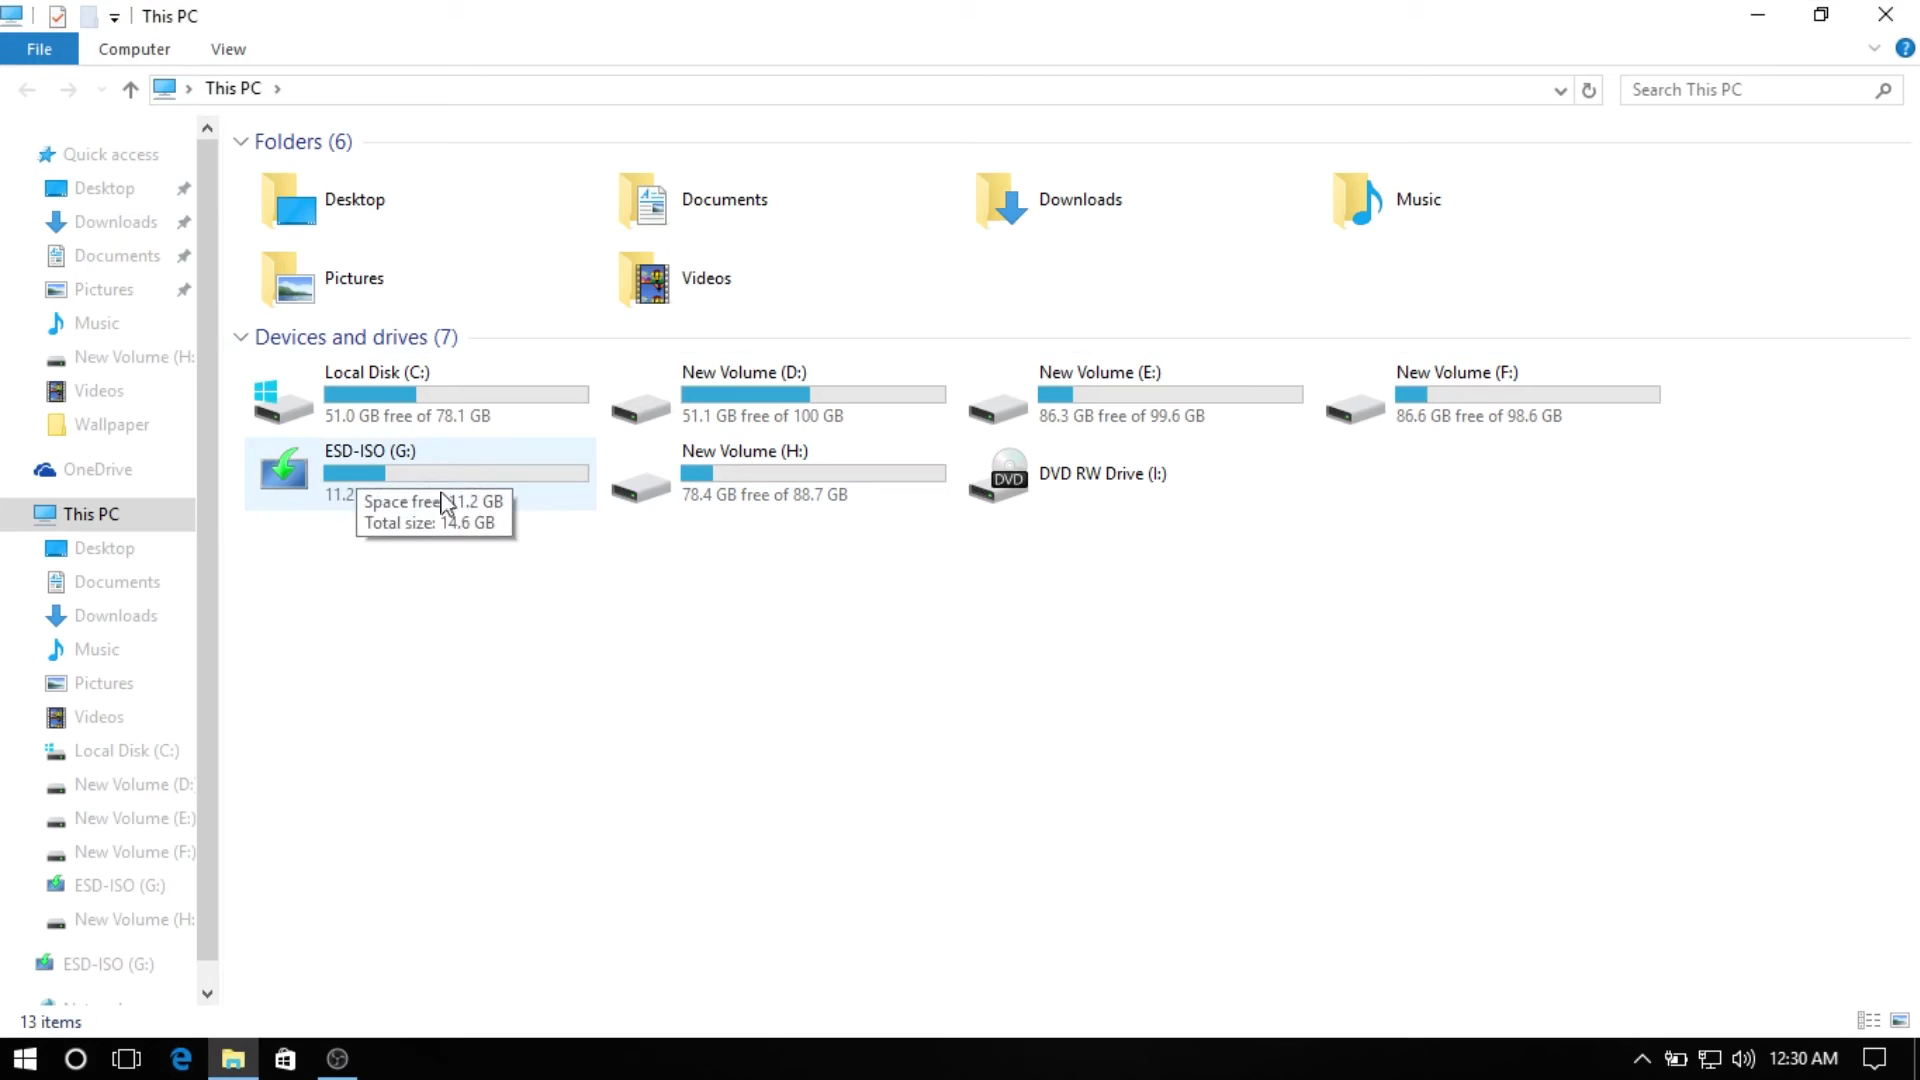 This PC
File
Computer
View
This PC
Search This PC
Quick access
Desktop
Downloads
Documents
Pictures
Music
New Volume (H:
Videos
Wallpaper
OneDrive
This PC
Desktop
Documents
Downloads
Music
Pictures
Videos
Local Disk (C:)
New Volume (D:
New Volume (E:)
New Volume (F:)
ESD-ISO (G:)
New Volume (H:
ESD-ISO (G:)
Folders (6)
Desktop
Documents
Downloads
Music
Pictures
Videos
Devices and drives (7)
Local Disk (C:)
51.0 GB free of 78.1 GB
New Volume (D:)
51.1 GB free of 100 GB
New Volume (E:)
86.3 GB free of 99.6 GB
New Volume (F:)
86.6 GB free of 98.6 GB
ESD-ISO (G:)
11.2
Space free: 11.2 GB
Total size: 14.6 GB
New Volume (H:)
78.4 GB free of 88.7 GB
DVD
DVD RW Drive (I:)
13 items
12:30 AM